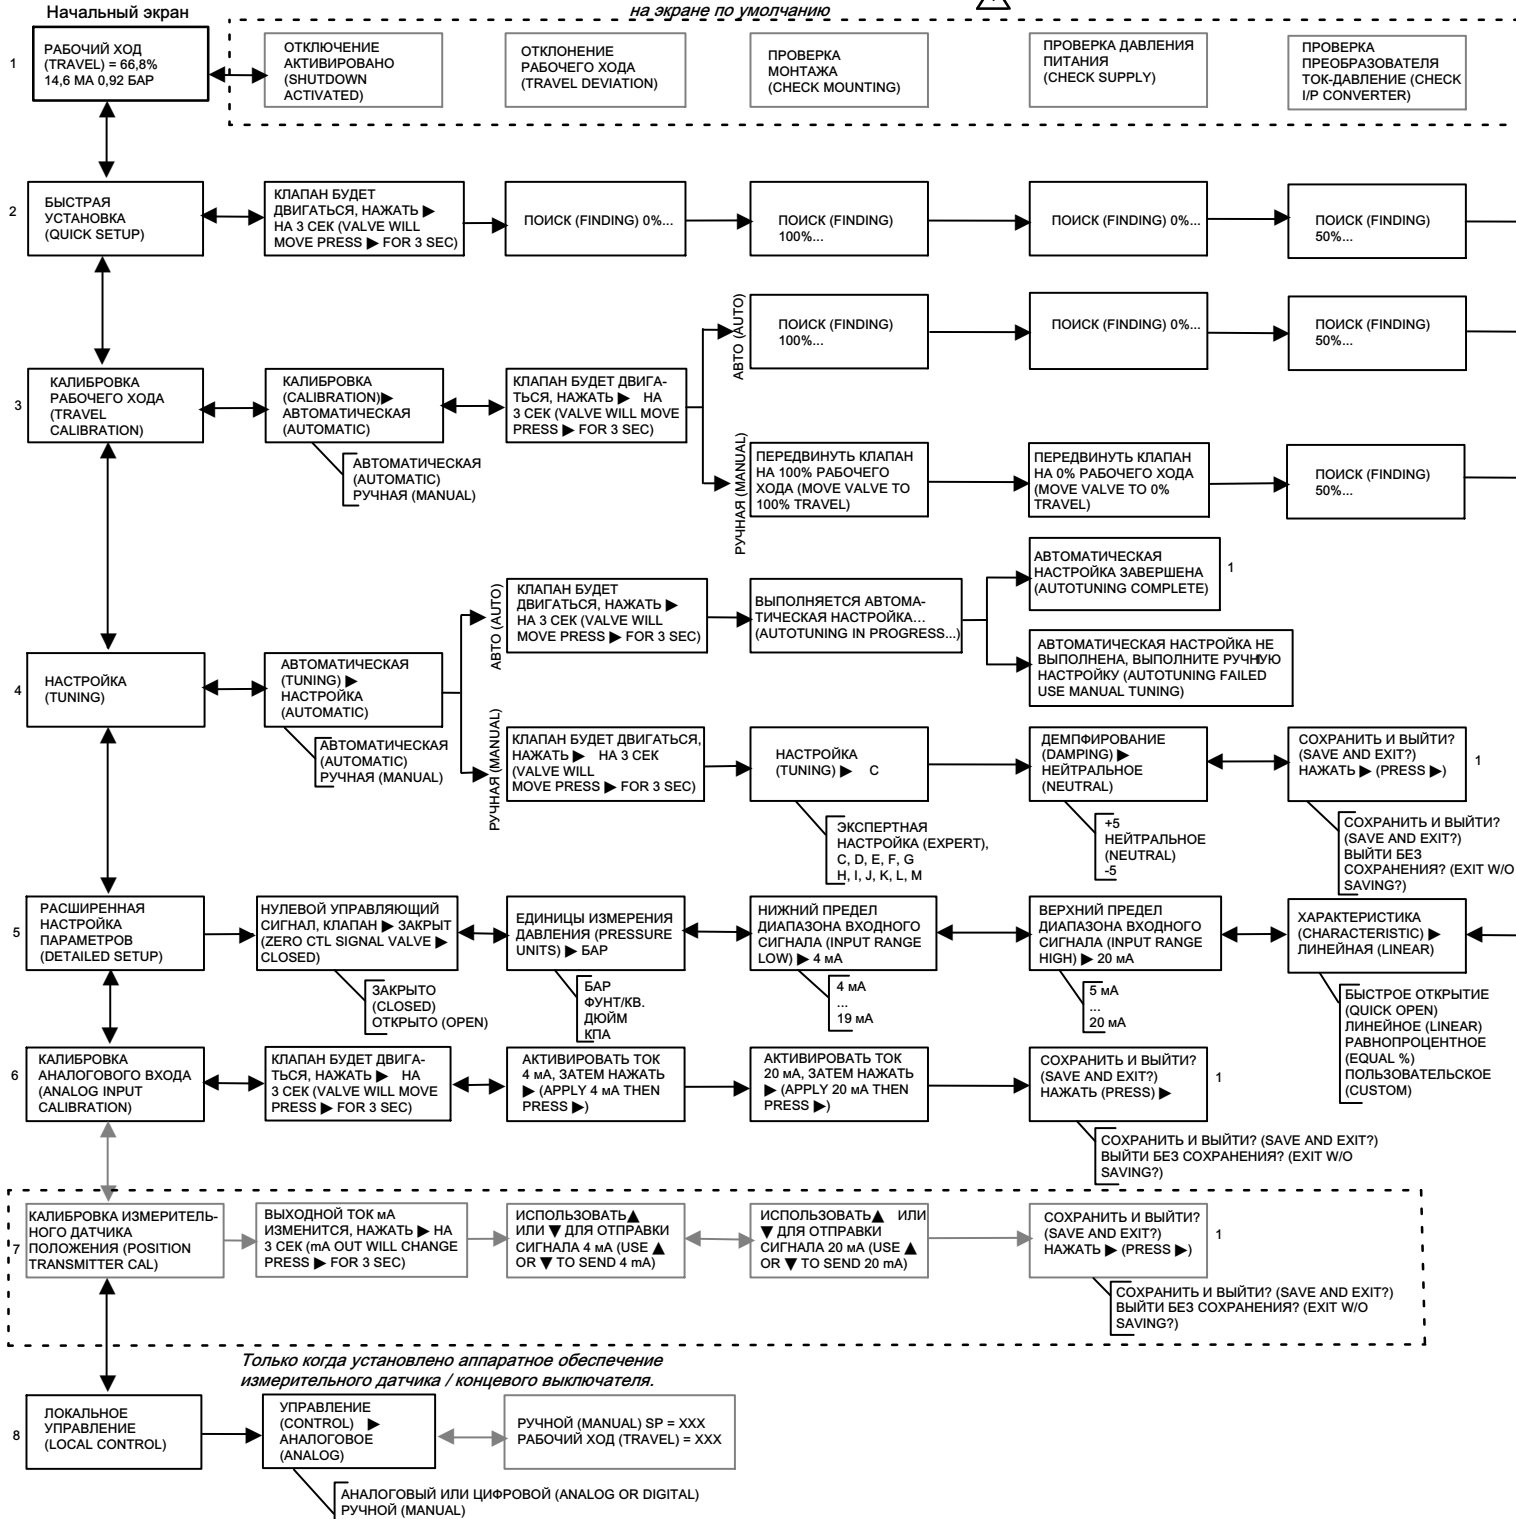 Начальный экран
на экране по умолчанию
1
РАБОЧИЙ ХОД
(TRAVEL) = 66,8%
14,6 МА 0,92 БАР
ОТКЛЮЧЕНИЕ
АКТИВИРОВАНО
(SHUTDOWN
ACTIVATED)
ОТКЛОНЕНИЕ
РАБОЧЕГО ХОДА
(TRAVEL DEVIATION)
ПРОВЕРКА
МОНТАЖА
(CHECK MOUNTING)
ПРОВЕРКА ДАВЛЕНИЯ
ПИТАНИЯ
(CHECK SUPPLY)
ПРОВЕРКА
ПРЕОБРАЗОВАТЕЛЯ
ТОК-ДАВЛЕНИЕ (CHECK
I/P CONVERTER)
2
БЫСТРАЯ
УСТАНОВКА
(QUICK SETUP)
КЛАПАН БУДЕТ
ДВИГАТЬСЯ, НАЖАТЬ ▶
НА 3 СЕК (VALVE WILL
MOVE PRESS ▶ FOR 3 SEC)
ПОИСК (FINDING) 0%...
ПОИСК (FINDING)
100%...
ПОИСК (FINDING) 0%...
ПОИСК (FINDING)
50%...
3
КАЛИБРОВКА
РАБОЧЕГО ХОДА
(TRAVEL
CALIBRATION)
КАЛИБРОВКА
(CALIBRATION)▶
АВТОМАТИЧЕСКАЯ
(AUTOMATIC)
АВТОМАТИЧЕСКАЯ
(AUTOMATIC)
РУЧНАЯ (MANUAL)
КЛАПАН БУДЕТ ДВИГА-
ТЬСЯ, НАЖАТЬ ▶ НА
3 СЕК (VALVE WILL MOVE
PRESS ▶ FOR 3 SEC)
АВТО (AUTO)
ПОИСК (FINDING)
100%...
ПОИСК (FINDING) 0%...
ПОИСК (FINDING)
50%...
РУЧНАЯ (MANUAL)
ПЕРЕДВИНУТЬ КЛАПАН
НА 100% РАБОЧЕГО
ХОДА (MOVE VALVE TO
100% TRAVEL)
ПЕРЕДВИНУТЬ КЛАПАН
НА 0% РАБОЧЕГО ХОДА
(MOVE VALVE TO 0%
TRAVEL)
ПОИСК (FINDING)
50%...
4
НАСТРОЙКА
(TUNING)
АВТОМАТИЧЕСКАЯ
(TUNING) ▶
НАСТРОЙКА
(AUTOMATIC)
АВТОМАТИЧЕСКАЯ
(AUTOMATIC)
РУЧНАЯ (MANUAL)
АВТО (AUTO)
КЛАПАН БУДЕТ
ДВИГАТЬСЯ, НАЖАТЬ ▶
НА 3 СЕК (VALVE WILL
MOVE PRESS ▶ FOR 3 SEC)
ВЫПОЛНЯЕТСЯ АВТОМА-
ТИЧЕСКАЯ НАСТРОЙКА...
(AUTOTUNING IN PROGRESS...)
АВТОМАТИЧЕСКАЯ
НАСТРОЙКА ЗАВЕРШЕНА
(AUTOTUNING COMPLETE)
1
АВТОМАТИЧЕСКАЯ НАСТРОЙКА НЕ
ВЫПОЛНЕНА, ВЫПОЛНИТЕ РУЧНУЮ
НАСТРОЙКУ (AUTOTUNING FAILED
USE MANUAL TUNING)
РУЧНАЯ (MANUAL)
КЛАПАН БУДЕТ ДВИГАТЬСЯ,
НАЖАТЬ ▶ НА 3 СЕК
(VALVE WILL
MOVE PRESS ▶ FOR 3 SEC)
НАСТРОЙКА
(TUNING) ▶ C
ЭКСПЕРТНАЯ
НАСТРОЙКА (EXPERT),
C, D, E, F, G
H, I, J, K, L, M
ДЕМПФИРОВАНИЕ
(DAMPING) ▶
НЕЙТРАЛЬНОЕ
(NEUTRAL)
+5
НЕЙТРАЛЬНОЕ
(NEUTRAL)
-5
СОХРАНИТЬ И ВЫЙТИ?
(SAVE AND EXIT?)
НАЖАТЬ ▶ (PRESS ▶)
1
СОХРАНИТЬ И ВЫЙТИ?
(SAVE AND EXIT?)
ВЫЙТИ БЕЗ
СОХРАНЕНИЯ? (EXIT W/O
SAVING?)
5
РАСШИРЕННАЯ
НАСТРОЙКА
ПАРАМЕТРОВ
(DETAILED SETUP)
НУЛЕВОЙ УПРАВЛЯЮЩИЙ
СИГНАЛ, КЛАПАН ▶ ЗАКРЫТ
(ZERO CTL SIGNAL VALVE ▶
CLOSED)
ЗАКРЫТО
(CLOSED)
ОТКРЫТО (OPEN)
ЕДИНИЦЫ ИЗМЕРЕНИЯ
ДАВЛЕНИЯ (PRESSURE
UNITS) ▶ БАР
БАР
ФУНТ/КВ.
ДЮЙМ
КПА
НИЖНИЙ ПРЕДЕЛ
ДИАПАЗОНА ВХОДНОГО
СИГНАЛА (INPUT RANGE
LOW) ▶ 4 мА
4 мА
...
19 мА
ВЕРХНИЙ ПРЕДЕЛ
ДИАПАЗОНА ВХОДНОГО
СИГНАЛА (INPUT RANGE
HIGH) ▶ 20 мА
5 мА
...
20 мА
ХАРАКТЕРИСТИКА
(CHARACTERISTIC) ▶
ЛИНЕЙНАЯ (LINEAR)
БЫСТРОЕ ОТКРЫТИЕ
(QUICK OPEN)
ЛИНЕЙНОЕ (LINEAR)
РАВНОПРОЦЕНТНОЕ
(EQUAL %)
ПОЛЬЗОВАТЕЛЬСКОЕ
(CUSTOM)
6
КАЛИБРОВКА
АНАЛОГОВОГО ВХОДА
(ANALOG INPUT
CALIBRATION)
КЛАПАН БУДЕТ ДВИГА-
ТЬСЯ, НАЖАТЬ ▶ НА
3 СЕК (VALVE WILL MOVE
PRESS ▶ FOR 3 SEC)
АКТИВИРОВАТЬ ТОК
4 мА, ЗАТЕМ НАЖАТЬ
▶ (APPLY 4 мА THEN
PRESS ▶)
АКТИВИРОВАТЬ ТОК
20 мА, ЗАТЕМ НАЖАТЬ
▶ (APPLY 20 мА THEN
PRESS ▶)
СОХРАНИТЬ И ВЫЙТИ?
(SAVE AND EXIT?)
НАЖАТЬ (PRESS) ▶
1
СОХРАНИТЬ И ВЫЙТИ? (SAVE AND EXIT?)
ВЫЙТИ БЕЗ СОХРАНЕНИЯ? (EXIT W/O
SAVING?)
7
КАЛИБРОВКА ИЗМЕРИТЕЛЬ-
НОГО ДАТЧИКА
ПОЛОЖЕНИЯ (POSITION
TRANSMITTER CAL)
ВЫХОДНОЙ ТОК мА
ИЗМЕНИТСЯ, НАЖАТЬ ▶ НА
3 СЕК (mA OUT WILL CHANGE
PRESS ▶ FOR 3 SEC)
ИСПОЛЬЗОВАТЬ▲
ИЛИ ▼ ДЛЯ ОТПРАВКИ
СИГНАЛА 4 мА (USE ▲
OR ▼ TO SEND 4 mA)
ИСПОЛЬЗОВАТЬ▲ ИЛИ
▼ ДЛЯ ОТПРАВКИ
СИГНАЛА 20 мА (USE ▲
OR ▼ TO SEND 20 mA)
СОХРАНИТЬ И ВЫЙТИ?
(SAVE AND EXIT?)
НАЖАТЬ ▶ (PRESS ▶)
1
СОХРАНИТЬ И ВЫЙТИ? (SAVE AND EXIT?)
ВЫЙТИ БЕЗ СОХРАНЕНИЯ? (EXIT W/O
SAVING?)
Только когда установлено аппаратное обеспечение
измерительного датчика / концевого выключателя.
8
ЛОКАЛЬНОЕ
УПРАВЛЕНИЕ
(LOCAL CONTROL)
УПРАВЛЕНИЕ
(CONTROL) ▶
АНАЛОГОВОЕ
(ANALOG)
РУЧНОЙ (MANUAL) SP = XXX
РАБОЧИЙ ХОД (TRAVEL) = XXX
АНАЛОГОВЫЙ ИЛИ ЦИФРОВОЙ (ANALOG OR DIGITAL)
РУЧНОЙ (MANUAL)